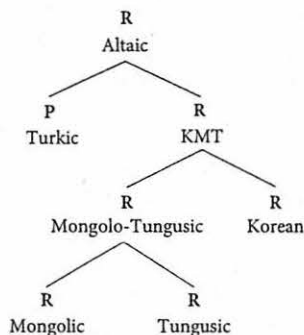 R
Altaic
P R
Turkic KMT
R R
Mongolo-Tungusic Korean
R R
Mongolic Tungusic